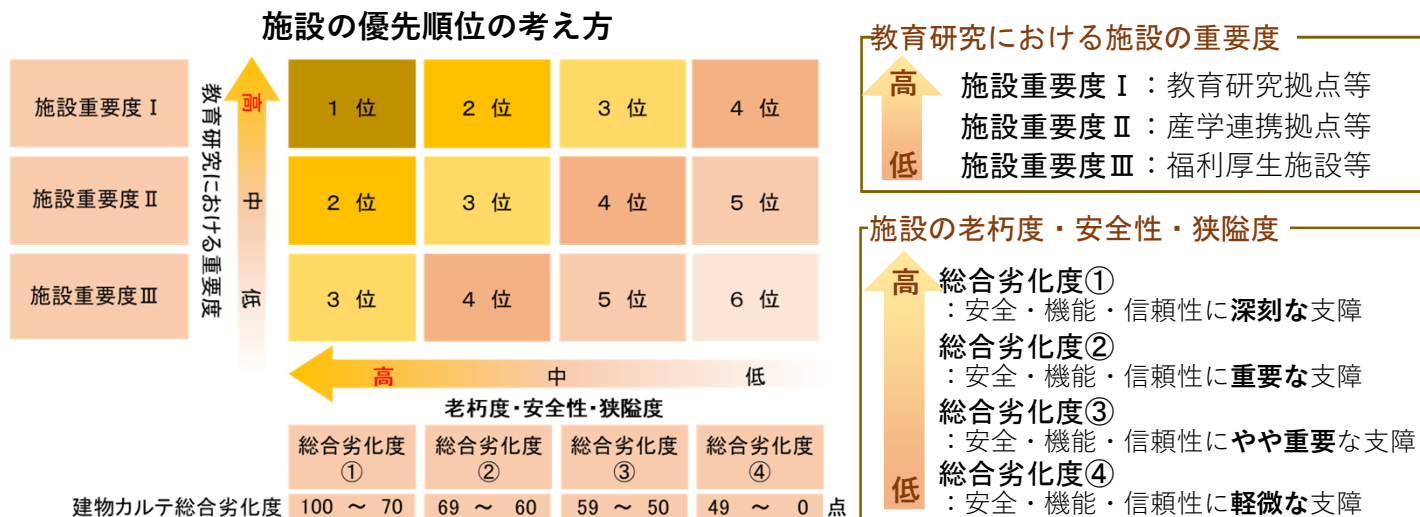 施設の優先順位の考え方
施設重要度Ⅰ
施設重要度Ⅱ
施設重要度Ⅲ
教育研究における重要度
高
中
低
1 位 2 位 3 位 4 位
2 位 3 位 4 位 5 位
3 位 4 位 5 位 6 位
高 中 低
老朽度・安全性・狭隘度
総合劣化度 総合劣化度 総合劣化度 総合劣化度
① ② ③ ④
建物カルテ総合劣化度 100 ~ 70 69 ~ 60 59 ~ 50 49 ~ 0 点
教育研究における施設の重要度
高
低
施設重要度Ⅰ：教育研究拠点等
施設重要度Ⅱ：産学連携拠点等
施設重要度Ⅲ：福利厚生施設等
施設の老朽度・安全性・狭隘度
高
低
総合劣化度①
：安全・機能・信頼性に深刻な支障
総合劣化度②
：安全・機能・信頼性に重要な支障
総合劣化度③
：安全・機能・信頼性にやや重要な支障
総合劣化度④
：安全・機能・信頼性に軽微な支障